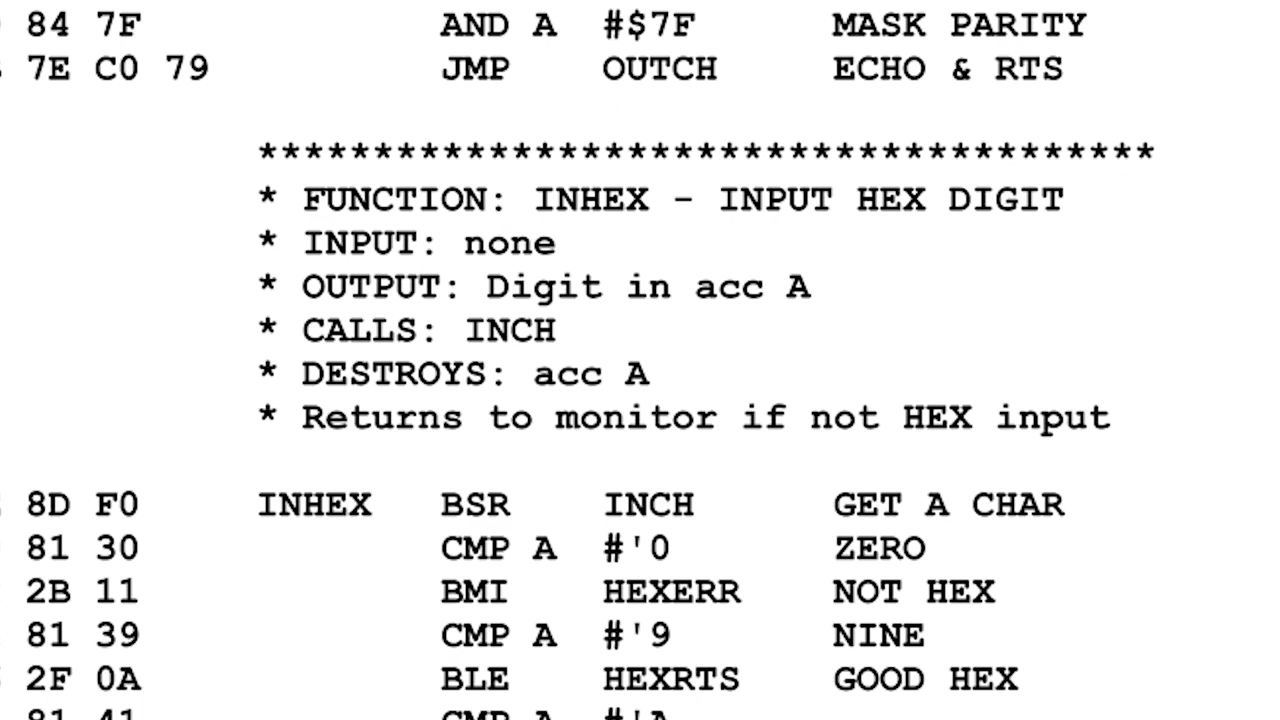 84 7F AND A #$7F MASK PARITY
7E C0 79 JMP OUTCH ECHO & RTS
***************************************
* FUNCTION: INHEX - INPUT HEX DIGIT
* INPUT: none
* OUTPUT: Digit in acc A
* CALLS: INCH
* DESTROYS: acc A
* Returns to monitor if not HEX input
8D F0 INHEX BSR INCH GET A CHAR
81 30 CMP A #'0 ZERO
2B 11 BMI HEXERR NOT HEX
81 39 CMP A #'9 NINE
2F 0A BLE HEXRTS GOOD HEX
81 41 CMP A #'A